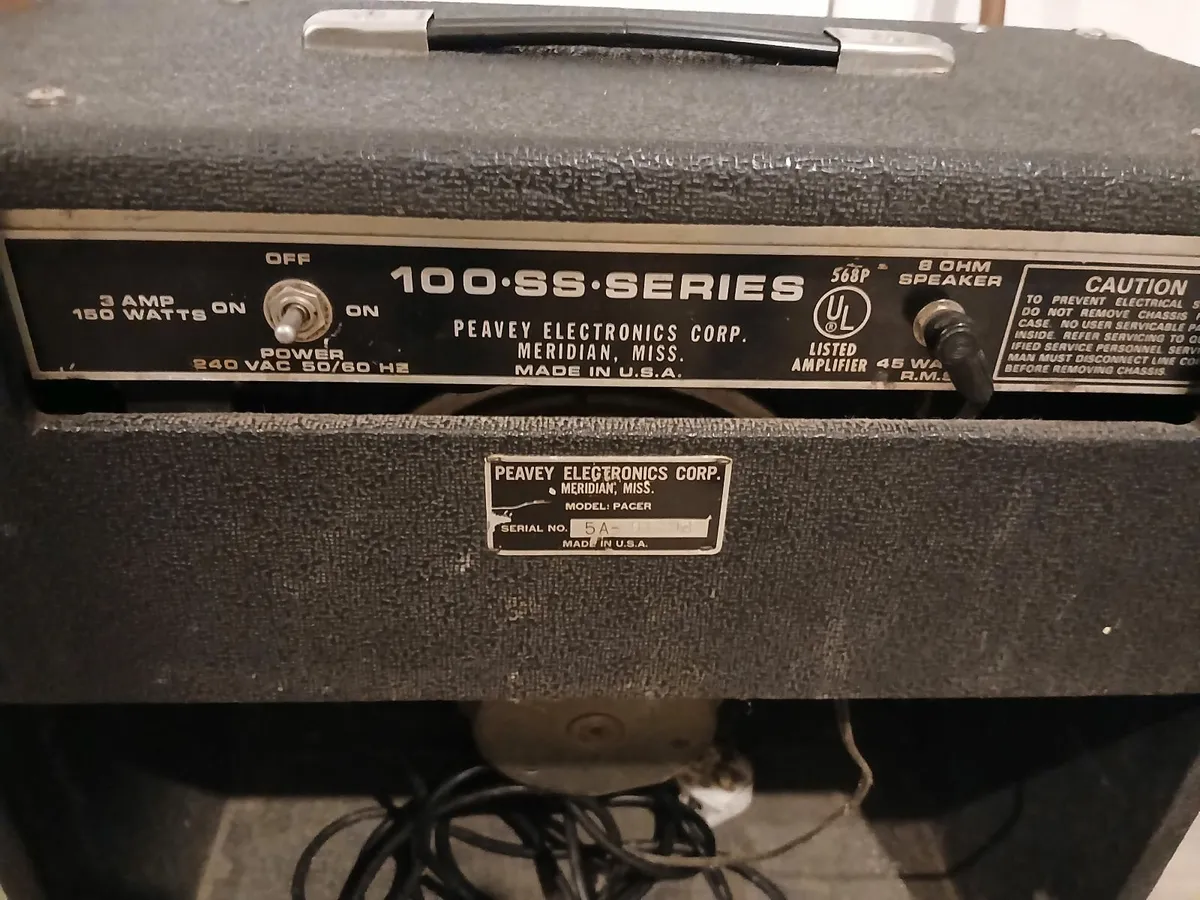 OFF
3 AMP
150 WATTS
ON
ON
POWER
240 VAC 50/60 HZ
100·SS·SERIES
PEAVEY ELECTRONICS CORP.
MERIDIAN, MISS.
MADE IN U.S.A.
568P
UL
®
LISTED
AMPLIFIER
8 OHM
SPEAKER
45
R.M.S
CAUTION
TO PREVENT ELECTRICAL
DO NOT REMOVE CHASSIS
CASE. NO USER SERVICABLE
INSIDE. REFER SERVICING TO
IFIED SERVICE PERSONNEL
MAN MUST DISCONNECT LINE
BEFORE REMOVING CHASSIS.
PEAVEY ELECTRONICS CORP.
MERIDIAN, MISS.
MODEL: PACER
SERIAL NO. 5A-
MADE IN U.S.A.